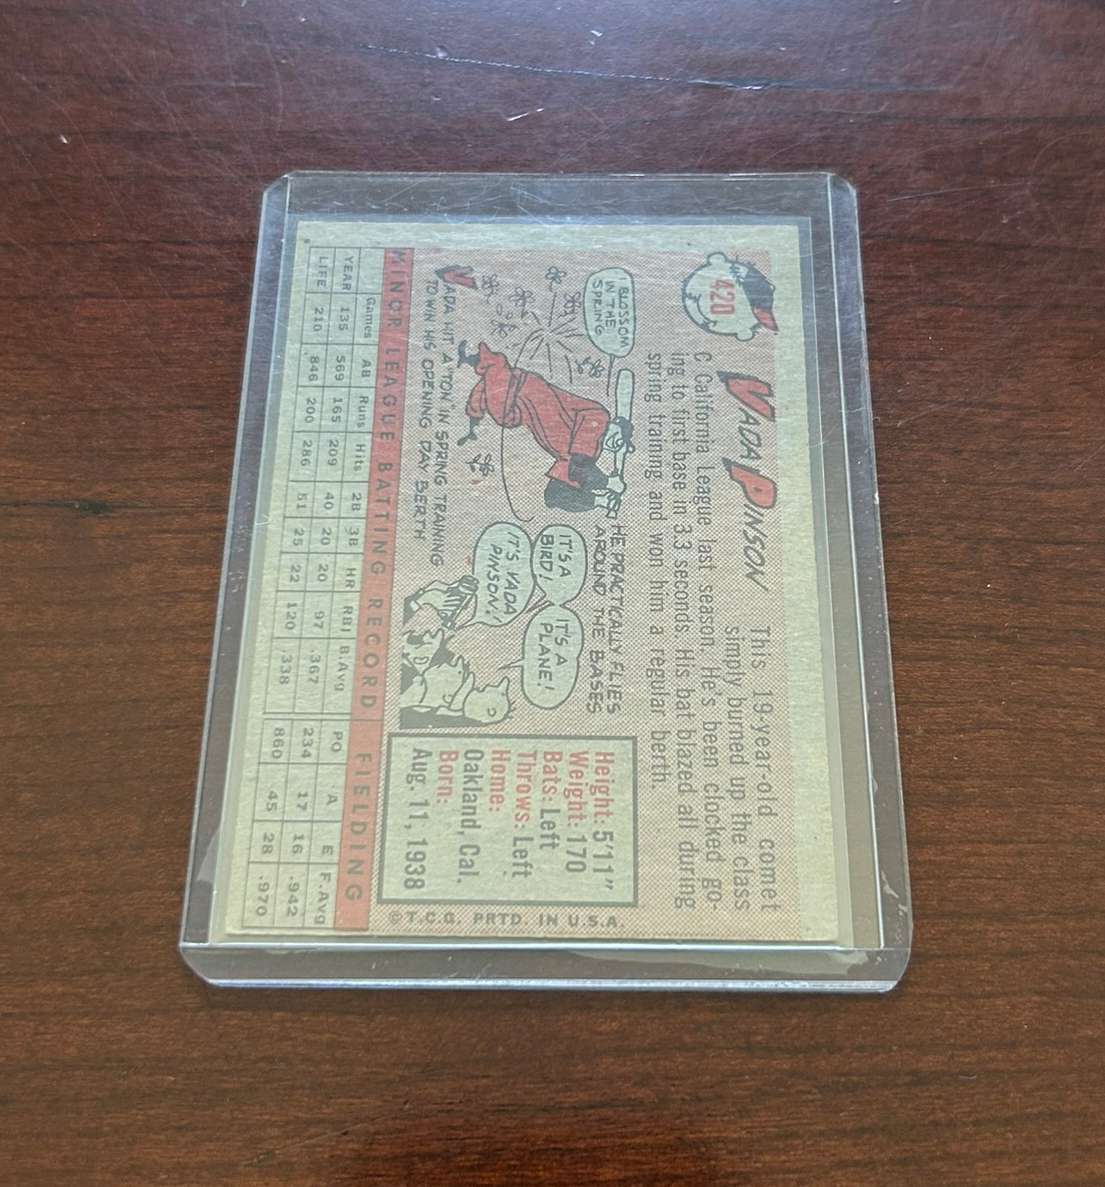 420
VADA PINSON
This 19-year-old comet
simply burned up the class
C California League last season. He's been clocked go-
ing to first base in 3.3 seconds. His bat blazed all during
spring training and won him a regular berth.
I BLOSSOM
IN THE
SPRING
VADA HIT A TON IN SPRING TRAINING
TO WIN HIS OPENING DAY BERTH
HE PRACTICALLY FLIES
AROUND THE BASES
IT'S A
BIRD!
IT'S A
PLANE!
IT'S VADA
PINSON!
Height: 5'11"
Weight: 170
Bats: Left
Throws: Left
Home:
Oakland, Cal.
Born:
Aug. 11, 1938
©T.C.G. PRTD. IN U.S.A.
MINOR LEAGUE BATTING RECORD FIELDING
Games AB Runs Hits 2B 3B HR RBI B.Avg PO A E F.Avg
YEAR 135 569 165 209 40 20 20 97 .367 234 17 16 .942
LIFE 210 846 200 286 51 25 22 120 .338 860 45 28 .970